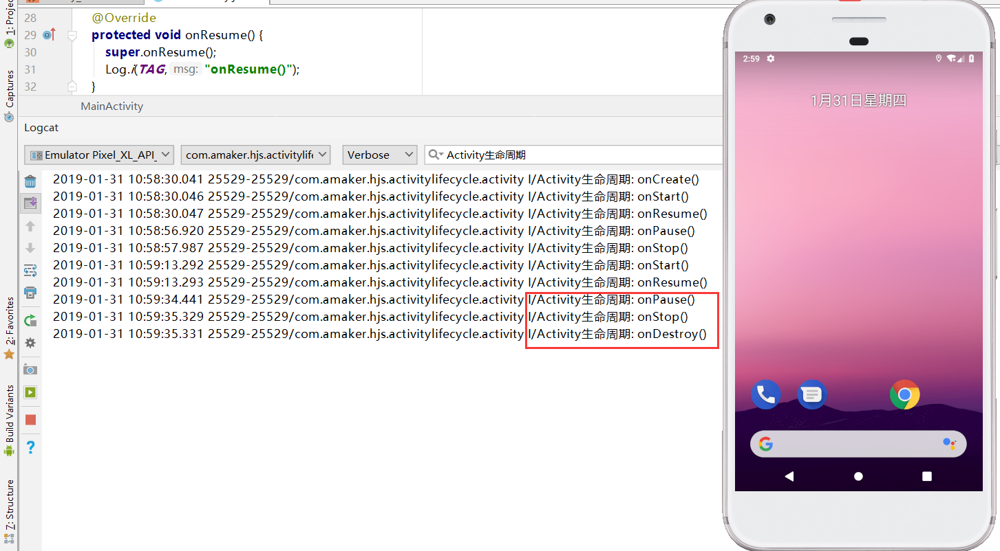 1: Project
Captures
2: Favorites
Build Variants
7: Structure
28 @Override
29 protected void onResume() {
30 super.onResume();
31 Log.i(TAG, msg: "onResume()");
32 }
MainActivity
Logcat
Emulator Pixel_XL_API_ com.amaker.hjs.activitylife Verbose Activity生命周期
2019-01-31 10:58:30.041 25529-25529/com.amaker.hjs.activitylifecycle.activity I/Activity生命周期: onCreate()
2019-01-31 10:58:30.046 25529-25529/com.amaker.hjs.activitylifecycle.activity I/Activity生命周期: onStart()
2019-01-31 10:58:30.047 25529-25529/com.amaker.hjs.activitylifecycle.activity I/Activity生命周期: onResume()
2019-01-31 10:58:56.920 25529-25529/com.amaker.hjs.activitylifecycle.activity I/Activity生命周期: onPause()
2019-01-31 10:58:57.987 25529-25529/com.amaker.hjs.activitylifecycle.activity I/Activity生命周期: onStop()
2019-01-31 10:59:13.292 25529-25529/com.amaker.hjs.activitylifecycle.activity I/Activity生命周期: onStart()
2019-01-31 10:59:13.293 25529-25529/com.amaker.hjs.activitylifecycle.activity I/Activity生命周期: onResume()
2019-01-31 10:59:34.441 25529-25529/com.amaker.hjs.activitylifecycle.activity I/Activity生命周期: onPause()
2019-01-31 10:59:35.329 25529-25529/com.amaker.hjs.activitylifecycle.activity I/Activity生命周期: onStop()
2019-01-31 10:59:35.331 25529-25529/com.amaker.hjs.activitylifecycle.activity I/Activity生命周期: onDestroy()
2:59
1月31日星期四